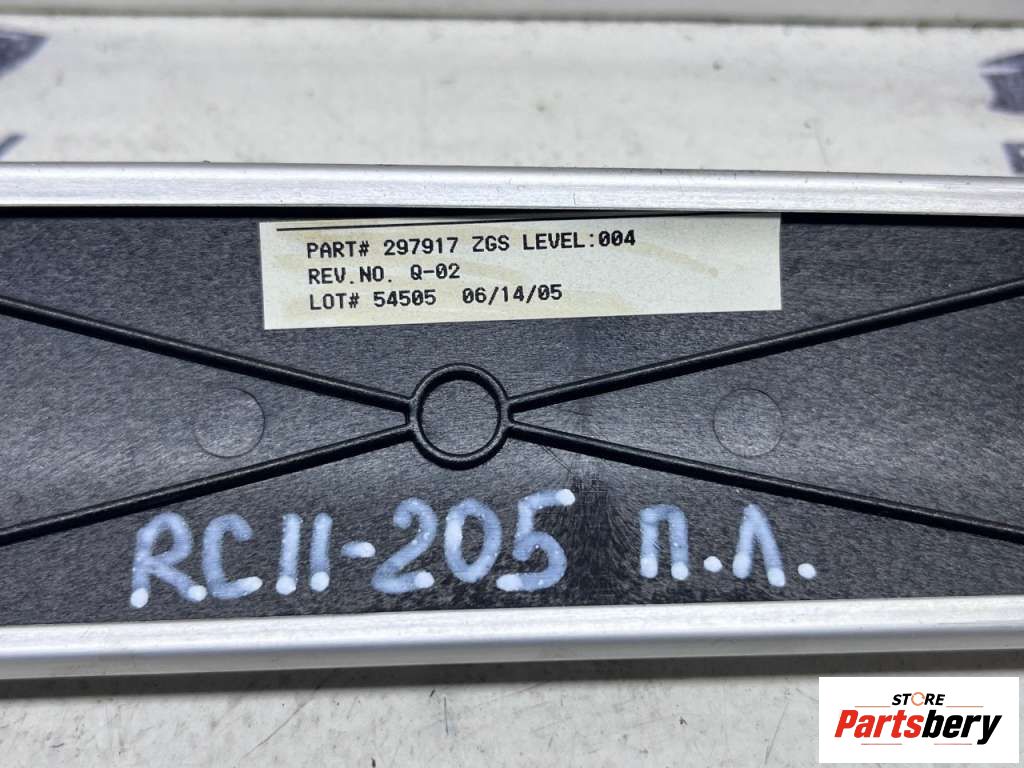 PART# 297917 ZGS LEVEL:004
REV.NO. Q-02
LOT# 54505 06/14/05
RC11-205 П.Л.
STORE
Partsbery